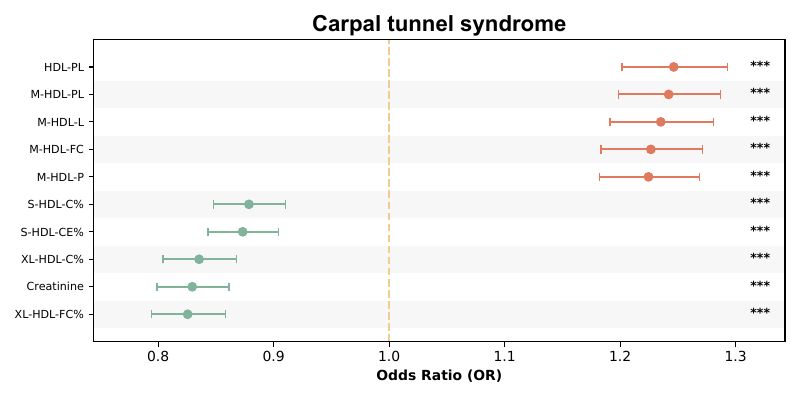 Carpal tunnel syndrome
HDL-PL ***
M-HDL-PL ***
M-HDL-L ***
M-HDL-FC ***
M-HDL-P ***
S-HDL-C% ***
S-HDL-CE% ***
XL-HDL-C% ***
Creatinine ***
XL-HDL-FC% ***
0.8 0.9 1.0 1.1 1.2 1.3
Odds Ratio (OR)